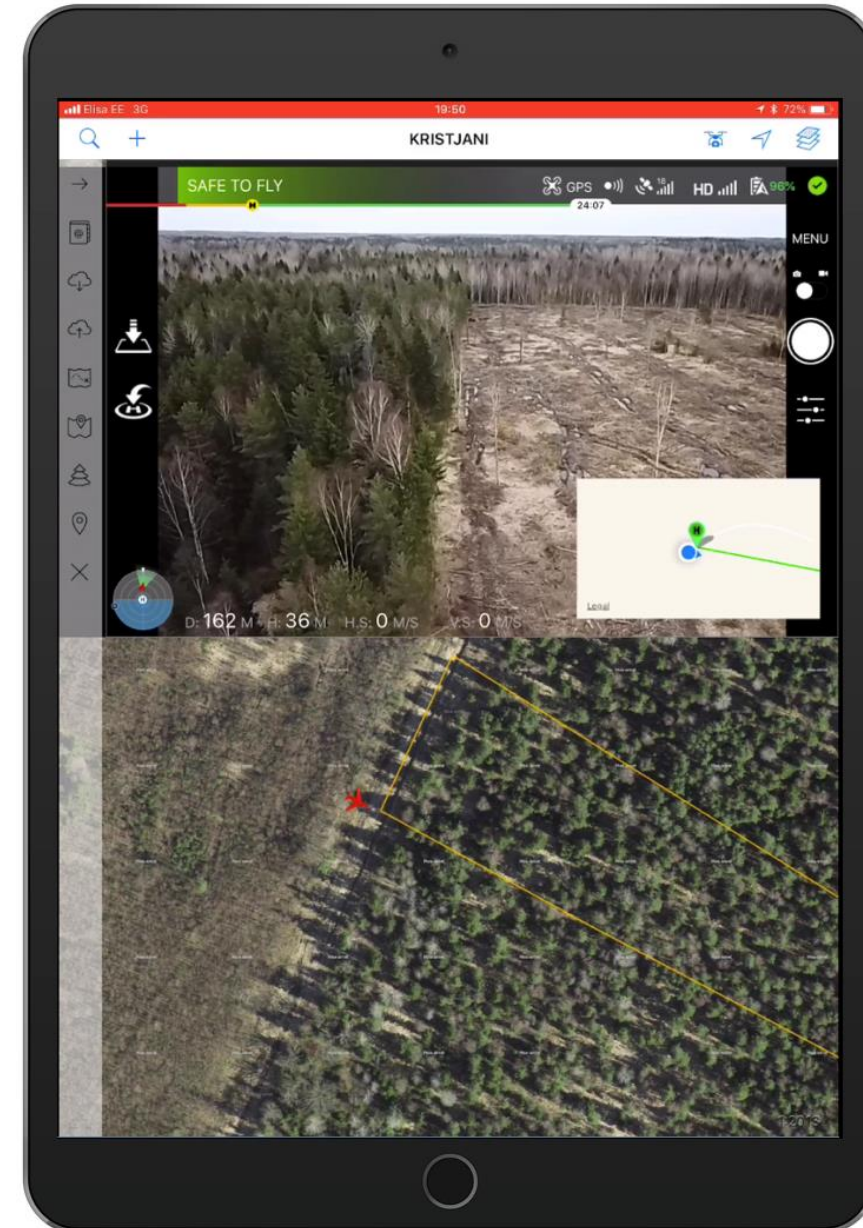 Elisa EE 3G 19:50 72%
KRISTJANI
SAFE TO FLY GPS 16 HD 96%
H 24:07
MENU
H
Legal
H
D: 162 M H: 36 M H.S: 0 M/S V.S: 0 M/S